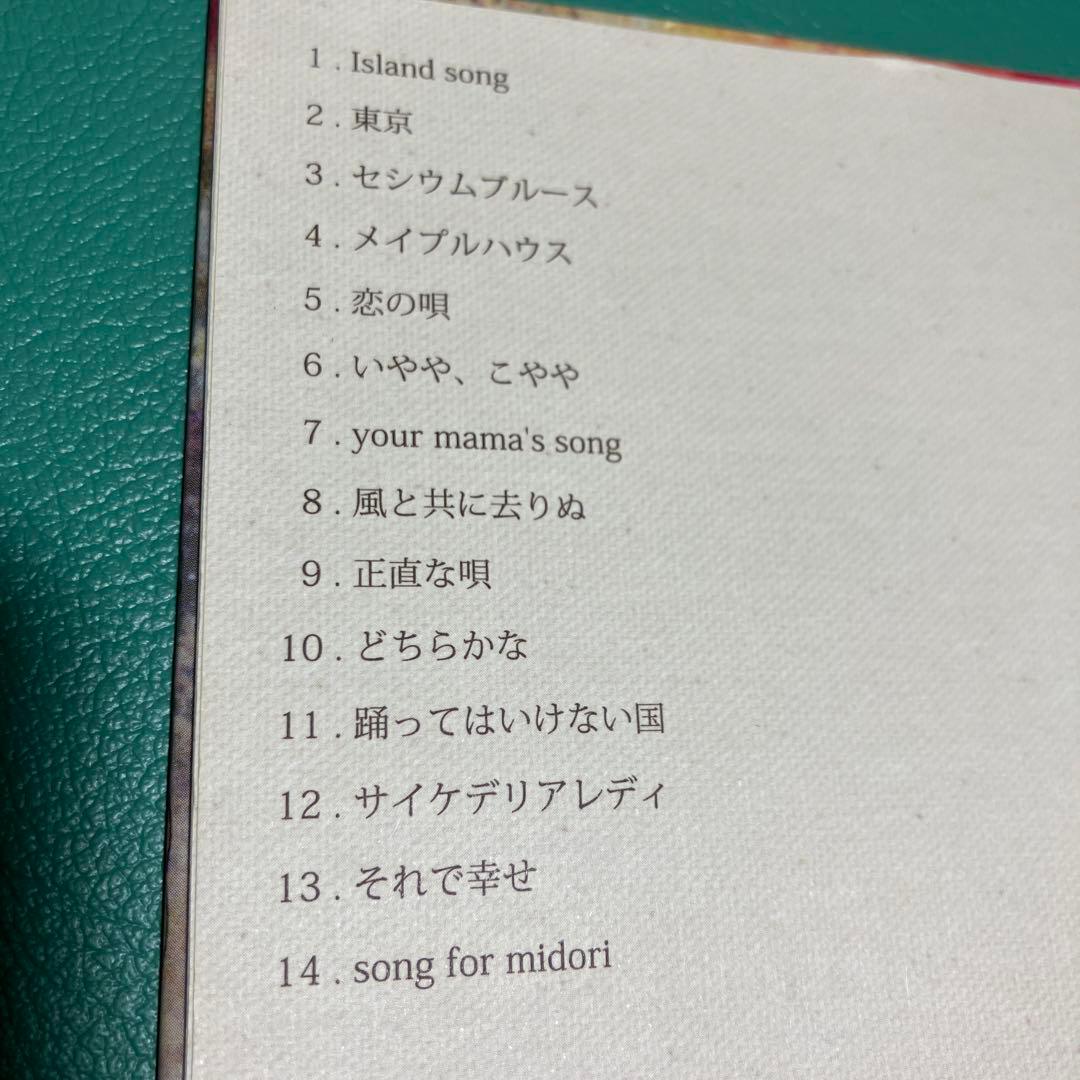 1 . Island song
2 . 東京
3 . セシウムブルース
4 . メイプルハウス
5 . 恋の唄
6 . いやや、こやや
7 . your mama's song
8 . 風と共に去りぬ
9 . 正直な唄
10 . どちらかな
11 . 踊ってはいけない国
12 . サイケデリアレディ
13 . それで幸せ
14 . song for midori